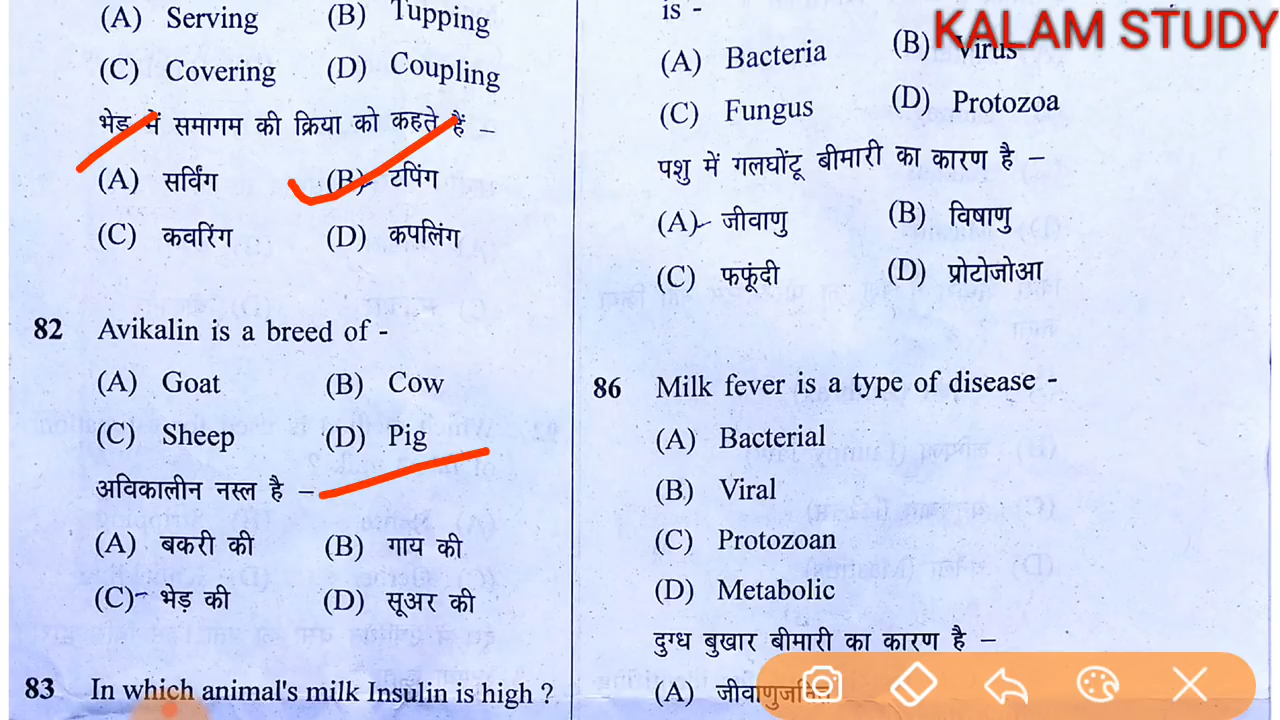 KALAM STUDY
(A) Serving (B) Tupping
(C) Covering (D) Coupling
भेड़ में समागम की क्रिया को कहते हैं –
(A) सर्विंग (B) टपिंग
(C) कवरिंग (D) कपलिंग
82 Avikalin is a breed of -
(A) Goat (B) Cow
(C) Sheep (D) Pig
अविकालीन नस्ल है –
(A) बकरी की (B) गाय की
(C) भेड़ की (D) सूअर की
83 In which animal's milk Insulin is high ?
is -
(A) Bacteria (B) Virus
(C) Fungus (D) Protozoa
पशु में गलघोंटू बीमारी का कारण है –
(A) जीवाणु (B) विषाणु
(C) फफूंदी (D) प्रोटोजोआ
86 Milk fever is a type of disease -
(A) Bacterial
(B) Viral
(C) Protozoan
(D) Metabolic
दुग्ध बुखार बीमारी का कारण है –
(A) जीवाणुजनित